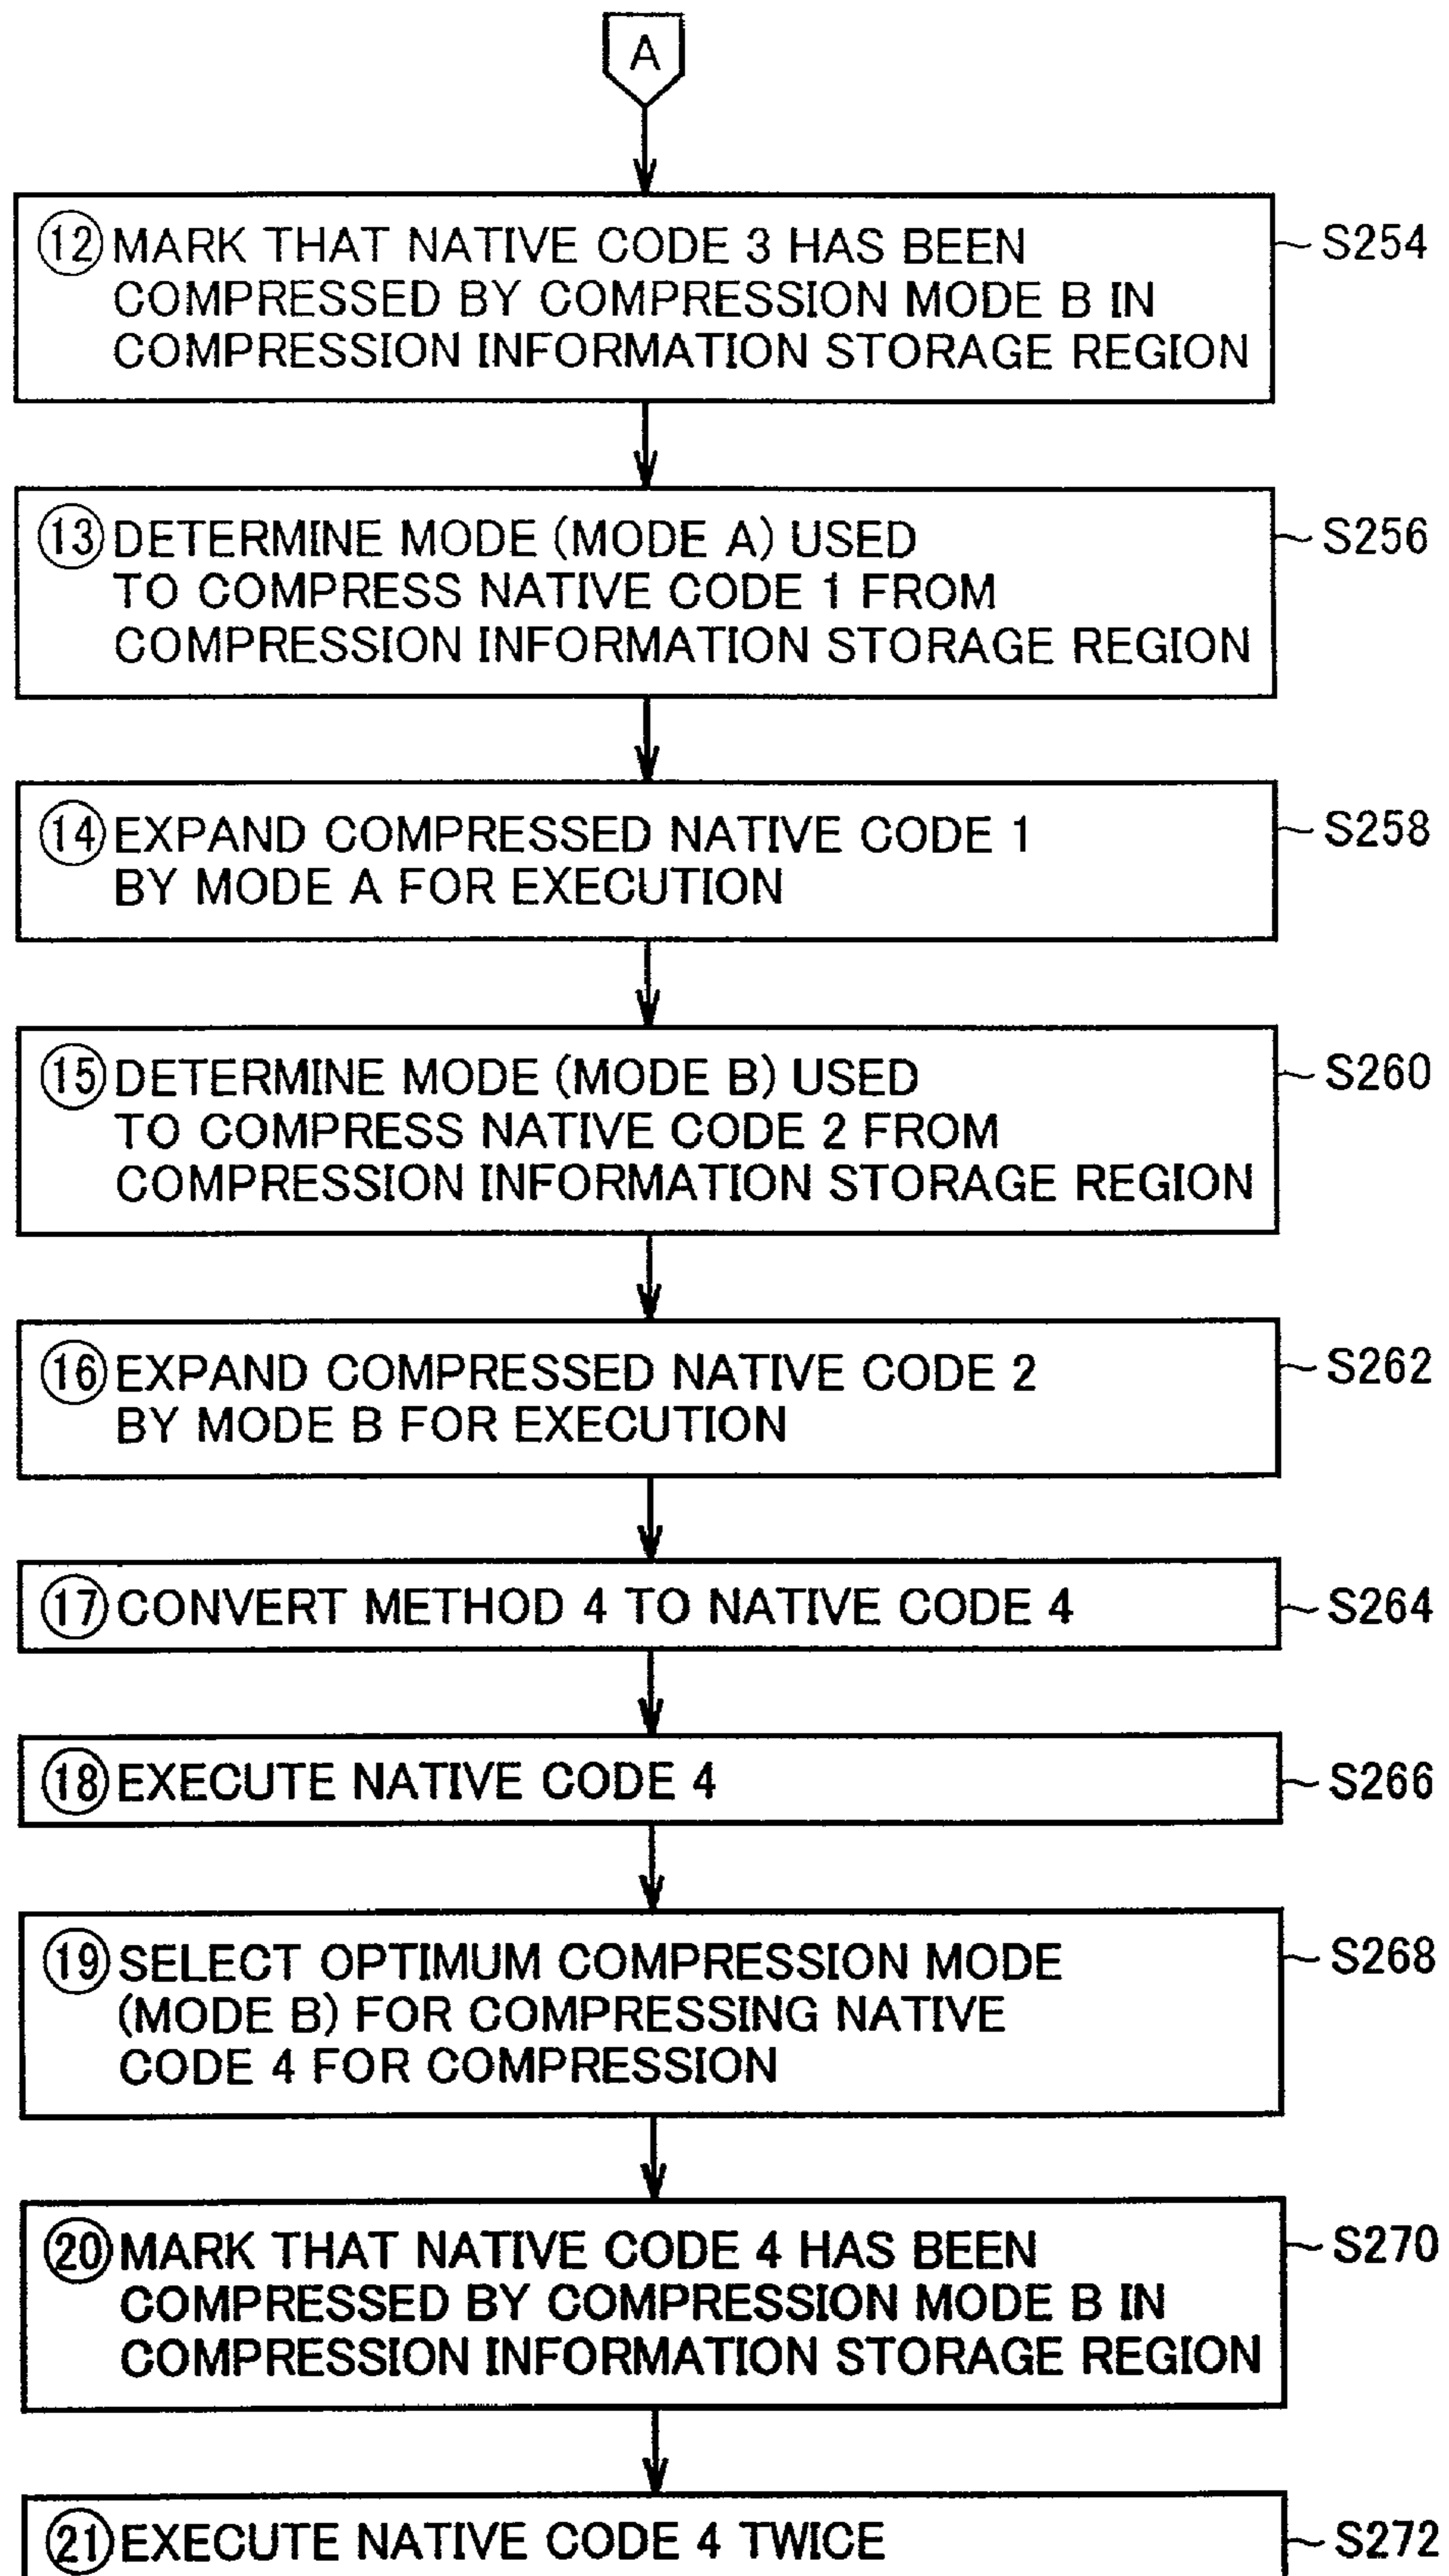 A
⑫ MARK THAT NATIVE CODE 3 HAS BEEN
COMPRESSED BY COMPRESSION MODE B IN
COMPRESSION INFORMATION STORAGE REGION
S254
⑬ DETERMINE MODE (MODE A) USED
TO COMPRESS NATIVE CODE 1 FROM
COMPRESSION INFORMATION STORAGE REGION
S256
⑭ EXPAND COMPRESSED NATIVE CODE 1
BY MODE A FOR EXECUTION
S258
⑮ DETERMINE MODE (MODE B) USED
TO COMPRESS NATIVE CODE 2 FROM
COMPRESSION INFORMATION STORAGE REGION
S260
⑯ EXPAND COMPRESSED NATIVE CODE 2
BY MODE B FOR EXECUTION
S262
⑰ CONVERT METHOD 4 TO NATIVE CODE 4
S264
⑱ EXECUTE NATIVE CODE 4
S266
⑲ SELECT OPTIMUM COMPRESSION MODE
(MODE B) FOR COMPRESSING NATIVE
CODE 4 FOR COMPRESSION
S268
⑳ MARK THAT NATIVE CODE 4 HAS BEEN
COMPRESSED BY COMPRESSION MODE B IN
COMPRESSION INFORMATION STORAGE REGION
S270
㉑ EXECUTE NATIVE CODE 4 TWICE
S272